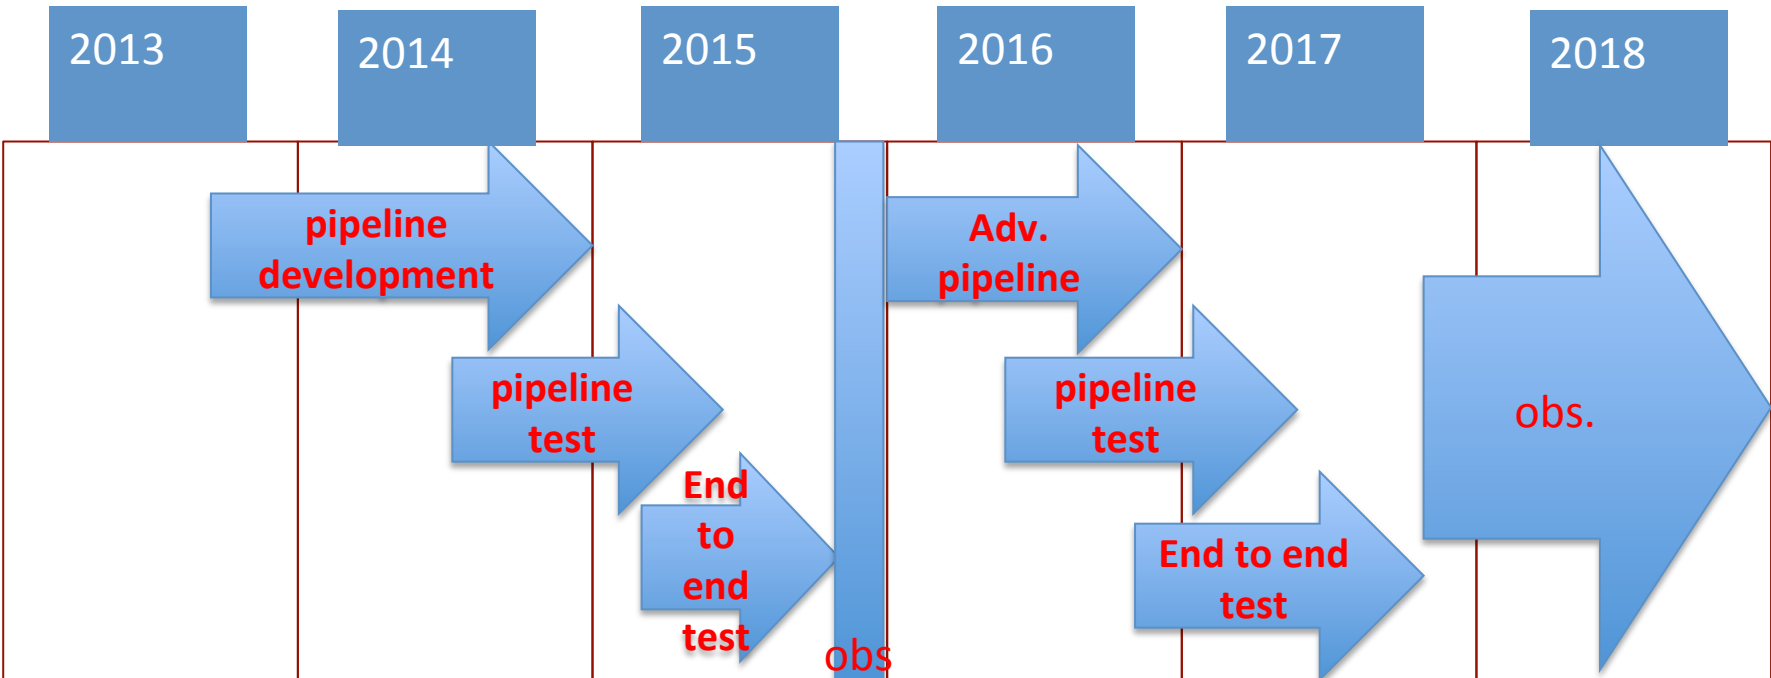 2013
2014
2015
2016
2017
2018
pipeline
development
pipeline
test
End
to
end
test
obs
Adv.
pipeline
pipeline
test
End to end
test
obs.